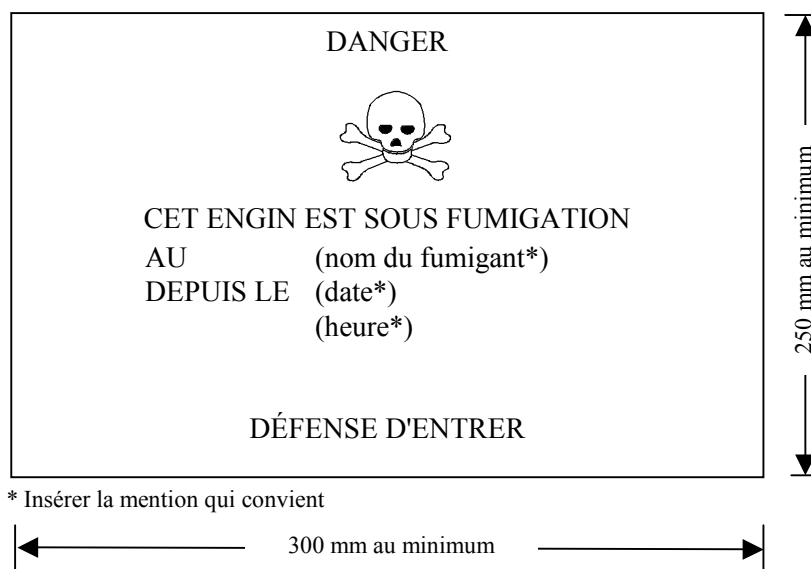 DANGER
CET ENGIN EST SOUS FUMIGATION
AU (nom du fumigant*)
DEPUIS LE (date*)
(heure*)
DÉFENSE D'ENTRER
* Insérer la mention qui convient
300 mm au minimum
250 mm au minimum